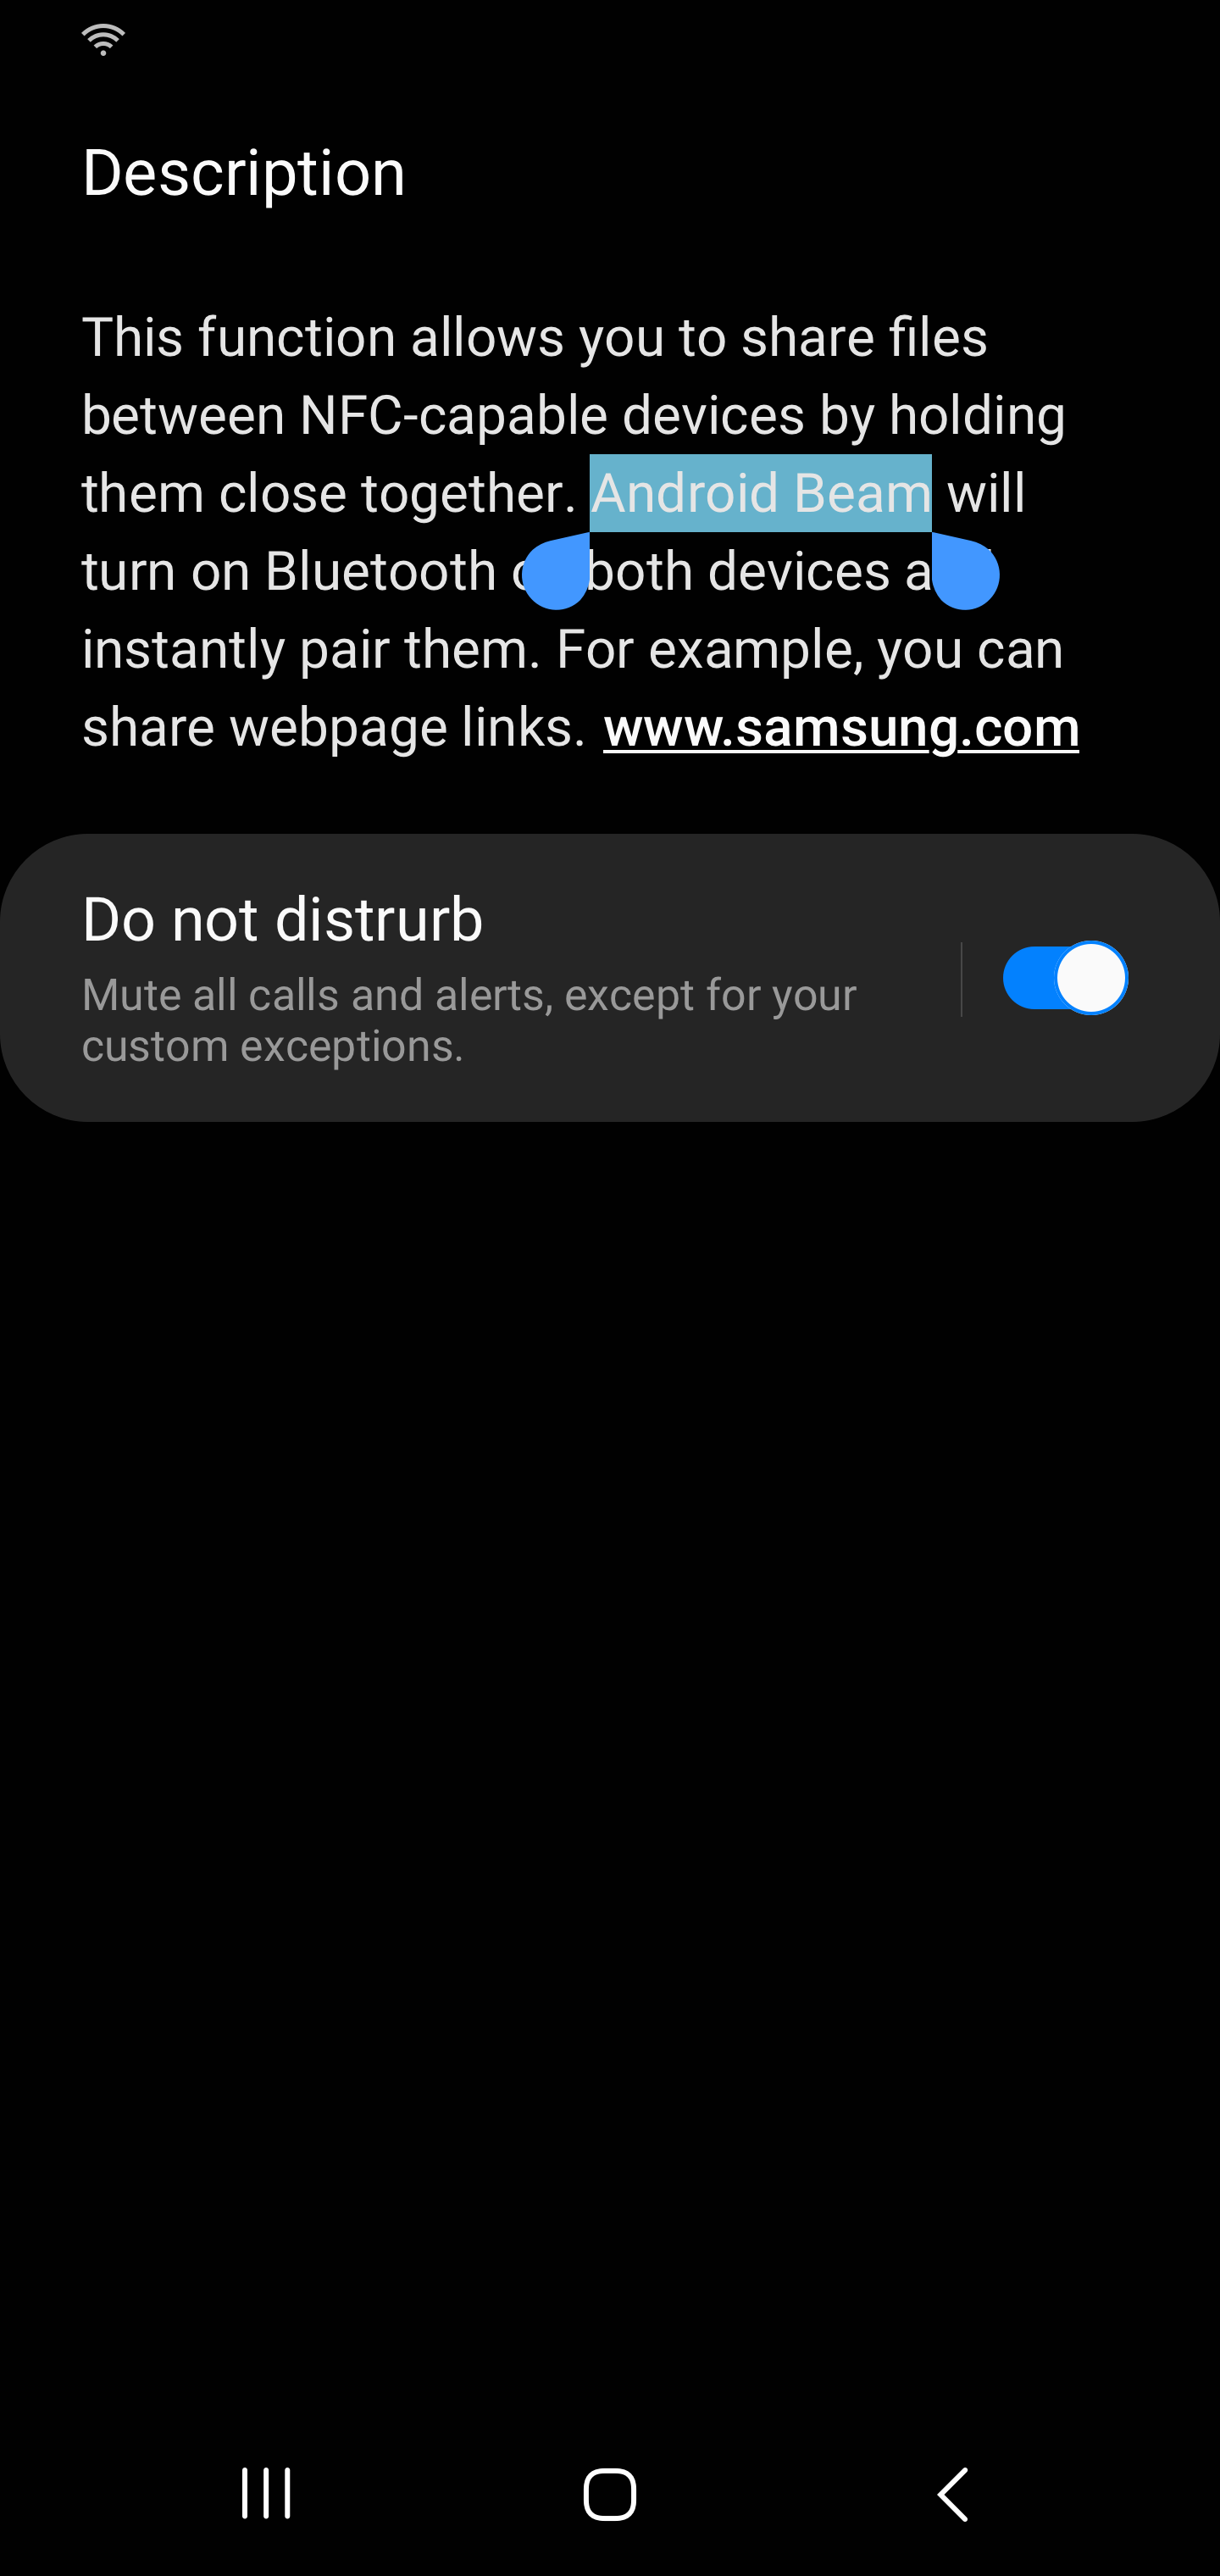 Description
This function allows you to share files
between NFC-capable devices by holding
them close together. Android Beam will
turn on Bluetooth both devices
instantly pair them. For example, you can
share webpage links. www.samsung.com
Do not distrurb
Mute all calls and alerts, except for your
custom exceptions.